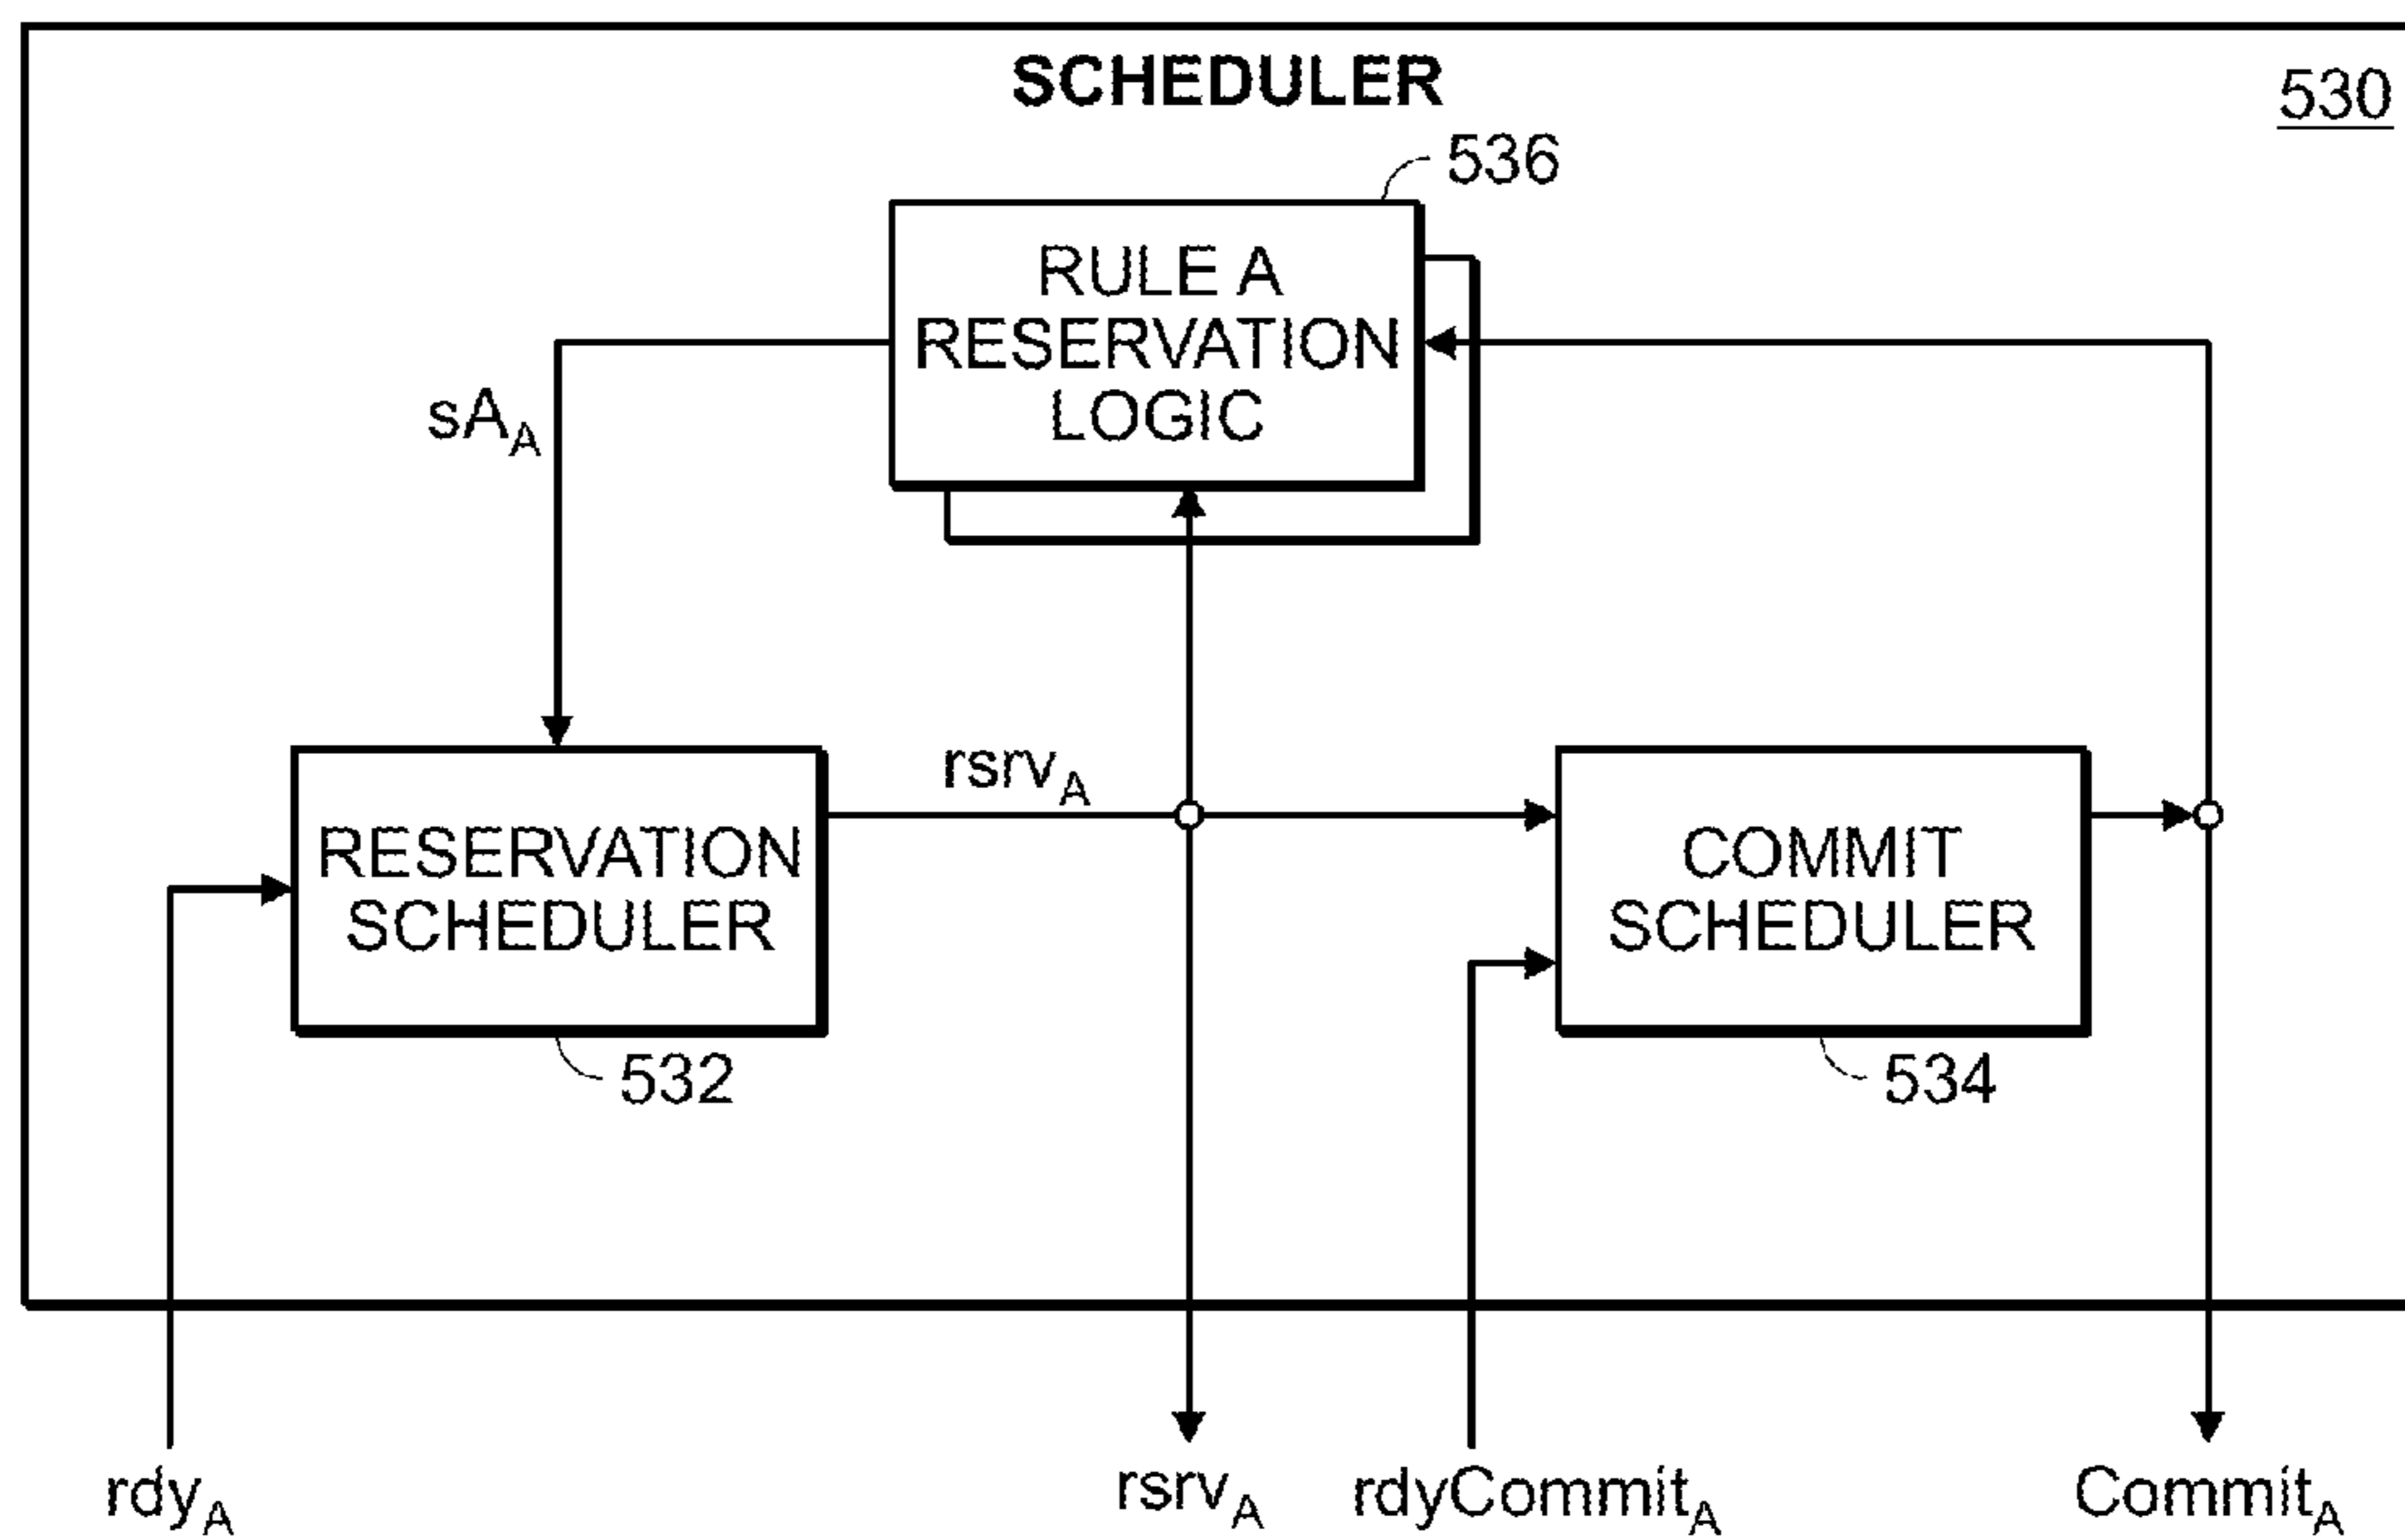 SCHEDULER
530
536
RULE A
RESERVATION
LOGIC
sA_A
rsrv_A
RESERVATION
SCHEDULER
COMMIT
SCHEDULER
532
534
rdy_A
rsrv_A
rdyCommit_A
Commit_A